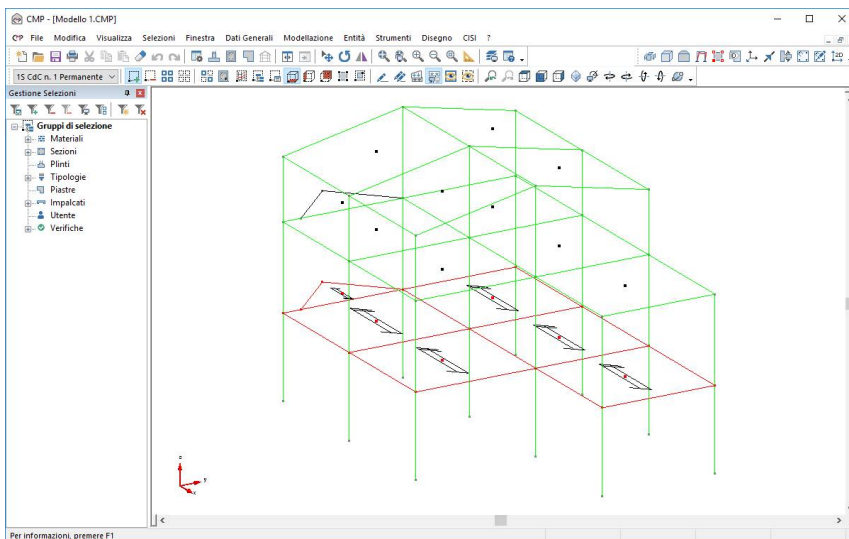 CMP - [Modello 1.CMP]
CMP File Modifica Visualizza Selezioni Finestra Dati Generali Modellazione Entità Strumenti Disegno CISI ?
1S CdC n. 1 Permanente
Gestione Selezioni
Gruppi di selezione
Materiali
Sezioni
Plinti
Tipologie
Piastre
Impalcati
Utente
Verifiche
z
y
x
Per informazioni, premere F1